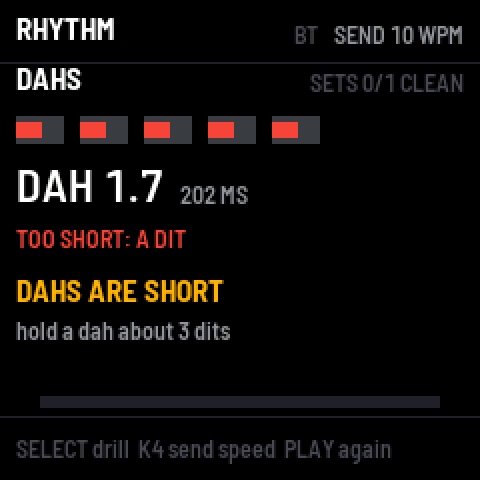 RHYTHM
BT SEND 10 WPM
DAHS
SETS 0/1 CLEAN
DAH 1.7 202 MS
TOO SHORT: A DIT
DAHS ARE SHORT
hold a dah about 3 dits
SELECT drill K4 send speed PLAY again